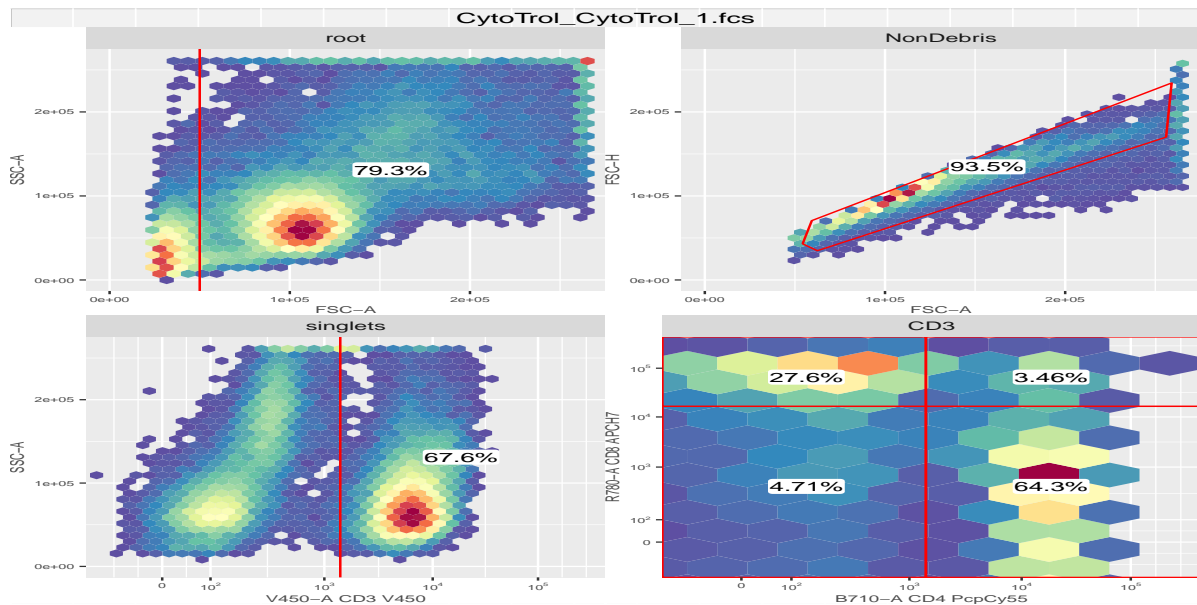 CytoTrol_CytoTrol_1.fcs
root
NonDebris
SSC-A
2e+05
1e+05
0e+00
79.3%
0e+00
1e+05
2e+05
FSC-A
FSC-H
2e+05
1e+05
0e+00
93.5%
0e+00
1e+05
2e+05
FSC-A
singlets
CD3
SSC-A
2e+05
1e+05
0e+00
67.6%
0
10²
10³
10⁴
10⁵
V450-A CD3 V450
R780-A CD8 APCH7
10⁵
10⁴
10³
10²
0
27.6%
3.46%
4.71%
64.3%
0
10²
10³
10⁴
10⁵
B710-A CD4 PcpCy55